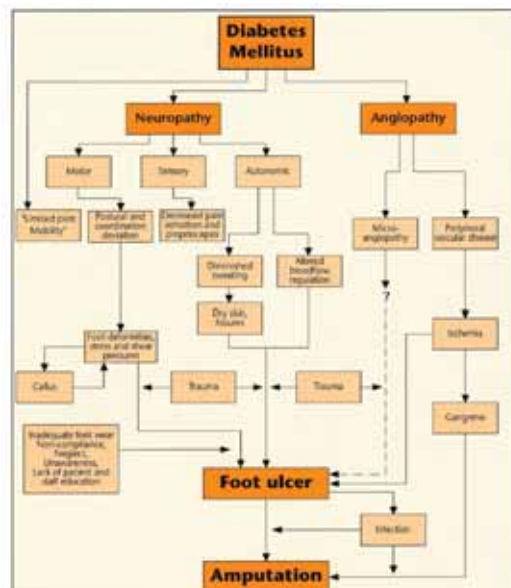 Diabetes
Mellitus
Neuropathy
Angiopathy
Motor
Sensory
Autonomic
"Limited joint
Mobility"
Postural and
coordination
deviation
Decreased pain
sensation and
Micro-
angiopathy
Peripheral
vascular disease
Diminished
sweating
Altered
bloodflow
regulation
?
Dry skin,
fissures
Foot deformities,
stress and shear
pressures
Ischemia
Callus
Trauma
Trauma
Gangrene
Inadequate foot wear
Non-compliance,
Neglect,
Unawareness,
Lack of patient and
staff education
Foot ulcer
Infection
Amputation